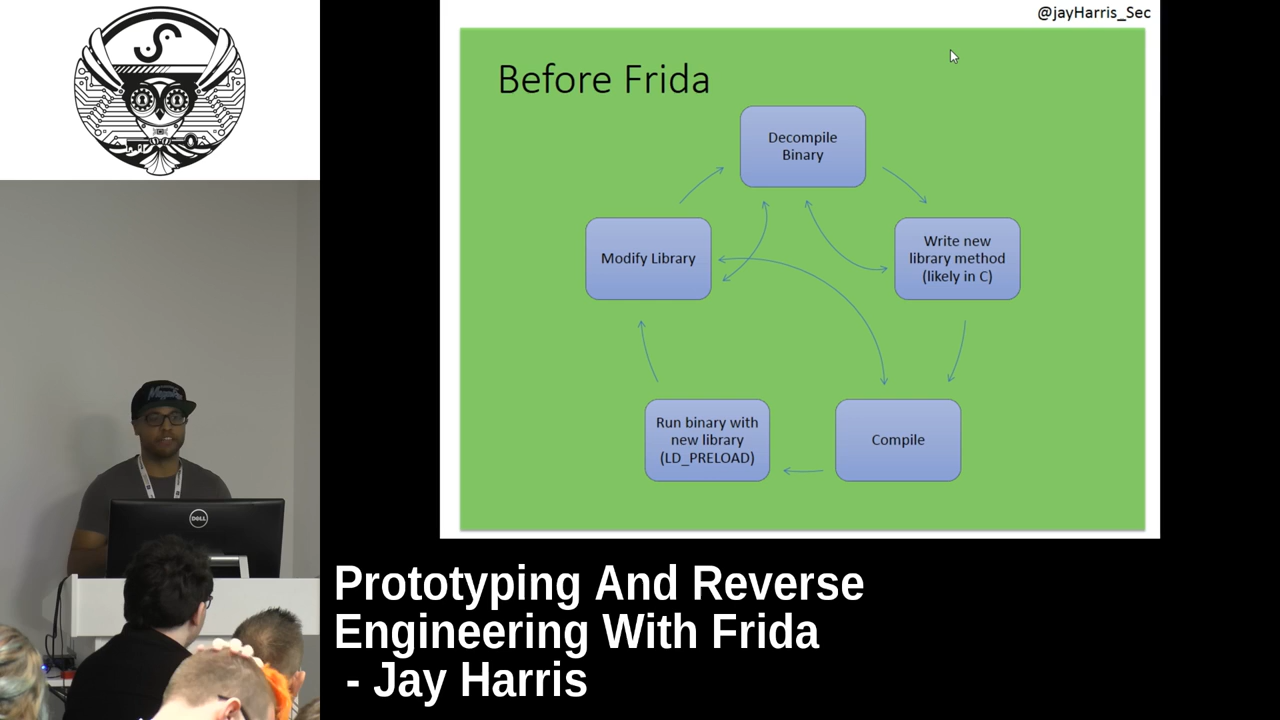 @jayHarris_Sec
Before Frida
Decompile
Binary
Modify Library
Write new
library method
(likely in C)
Run binary with
new library
(LD_PRELOAD)
Compile
DELL
Prototyping And Reverse
Engineering With Frida
- Jay Harris